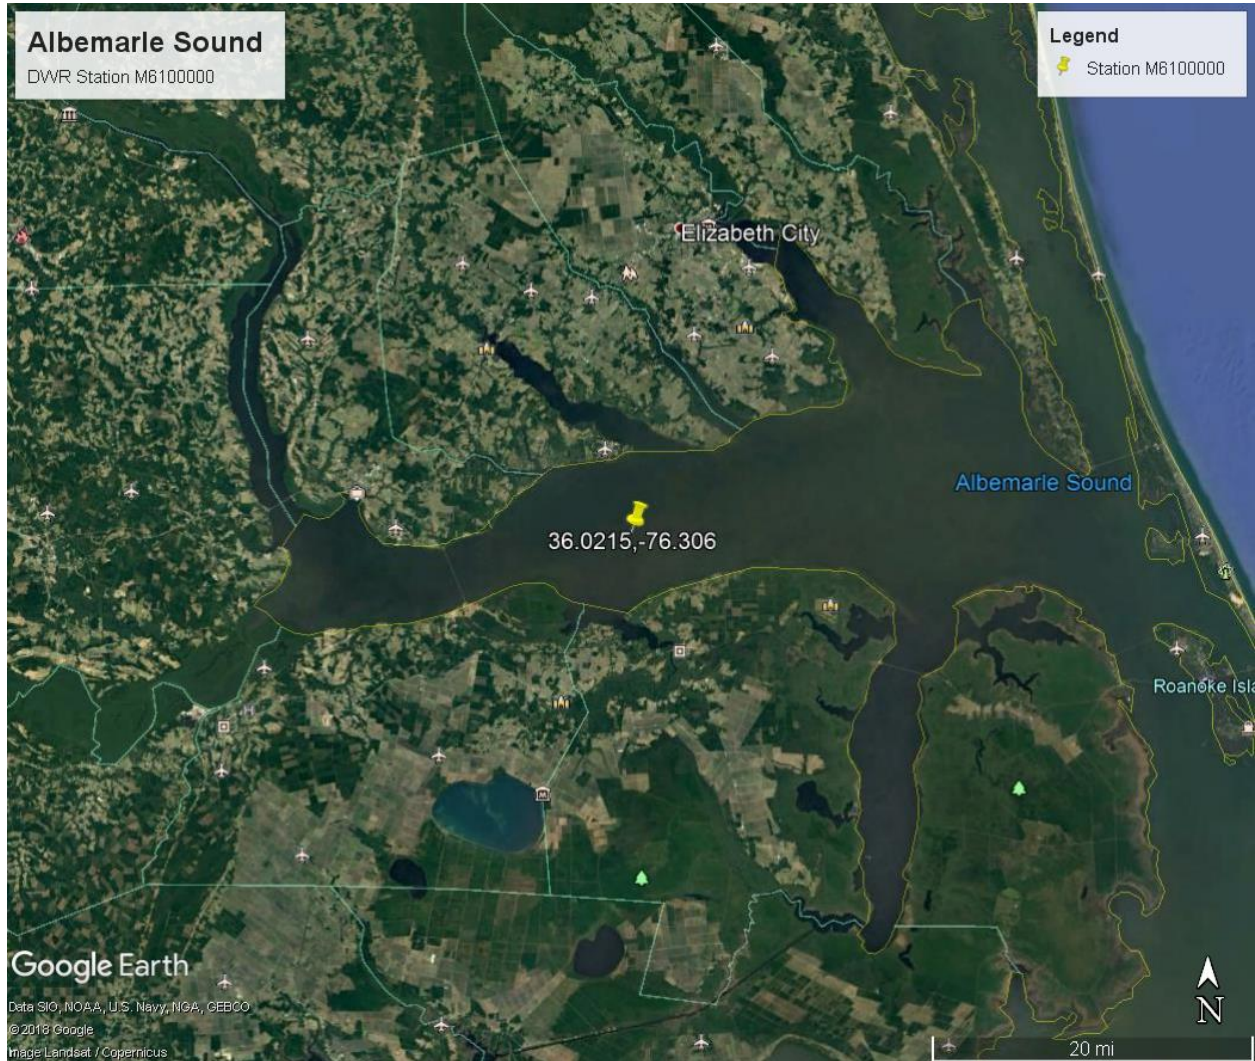 Albemarle Sound
DWR Station M6100000
Legend
Station M6100000
Elizabeth City
Albemarle Sound
36.0215,-76.306
Roanoke Isla
Google Earth
Data SIO, NOAA, U.S. Navy, NGA, GEBCO
©2018 Google
Image Landsat / Copernicus
N
20 mi